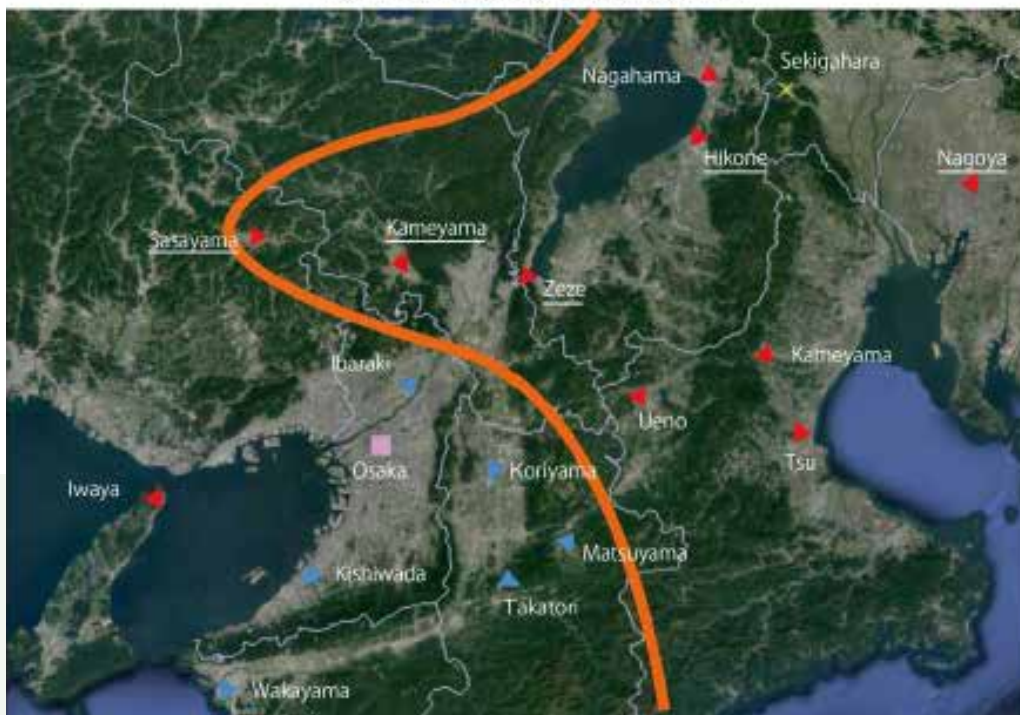 Sekigahara
Nagahama
Hikone
Nagoya
Sasayama
Kameyama
Zeze
Ibaraki
Kameyama
Ueno
Osaka
Koriyama
Tsu
Iwaya
Matsuyama
Kishiwada
Takatori
Wakayama